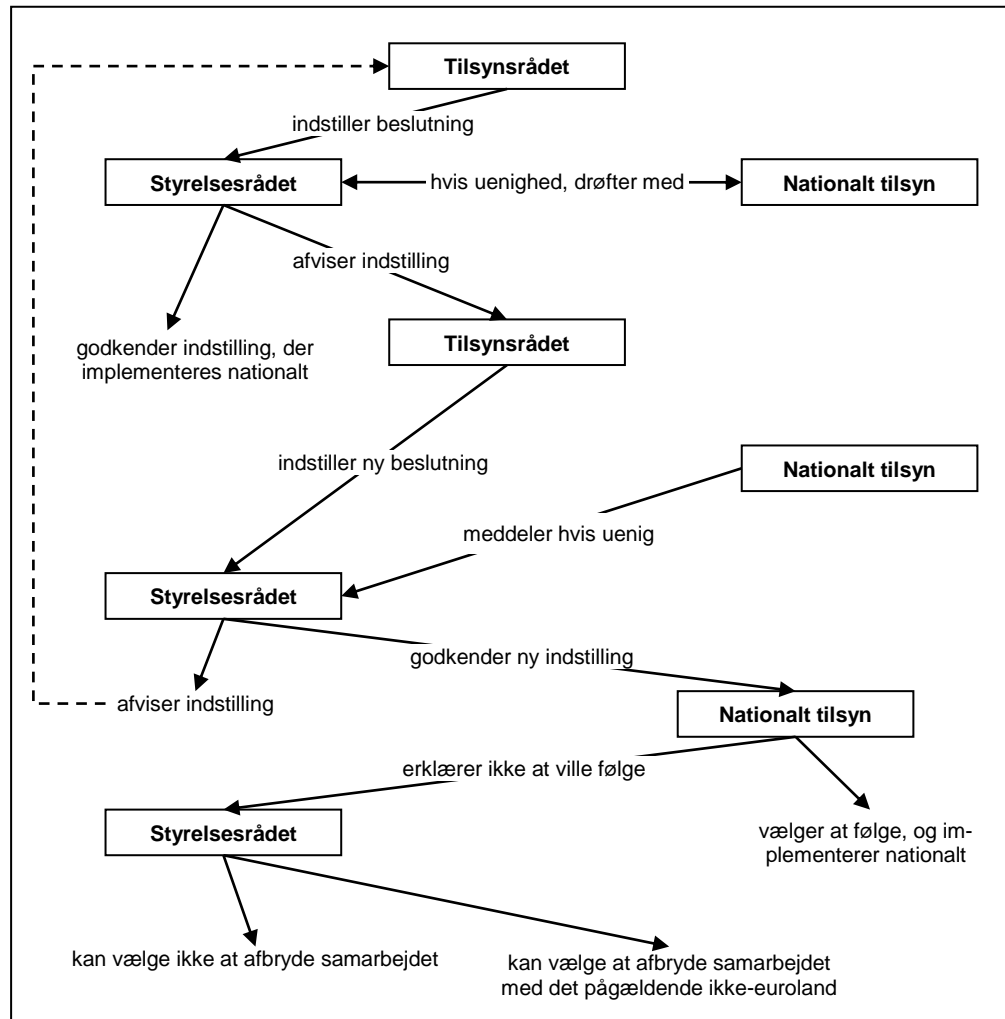 Tilsynsrådet
indstiller beslutning
Styrelsesrådet
hvis uenighed, drøfter med
Nationalt tilsyn
afviser indstilling
godkender indstilling, der
implementeres nationalt
Tilsynsrådet
indstiller ny beslutning
Nationalt tilsyn
meddeler hvis uenig
Styrelsesrådet
godkender ny indstilling
afviser indstilling
Nationalt tilsyn
erklærer ikke at ville følge
Styrelsesrådet
vælger at følge, og im-
plementerer nationalt
kan vælge ikke at afbryde samarbejdet
kan vælge at afbryde samarbejdet
med det pågældende ikke-euroland